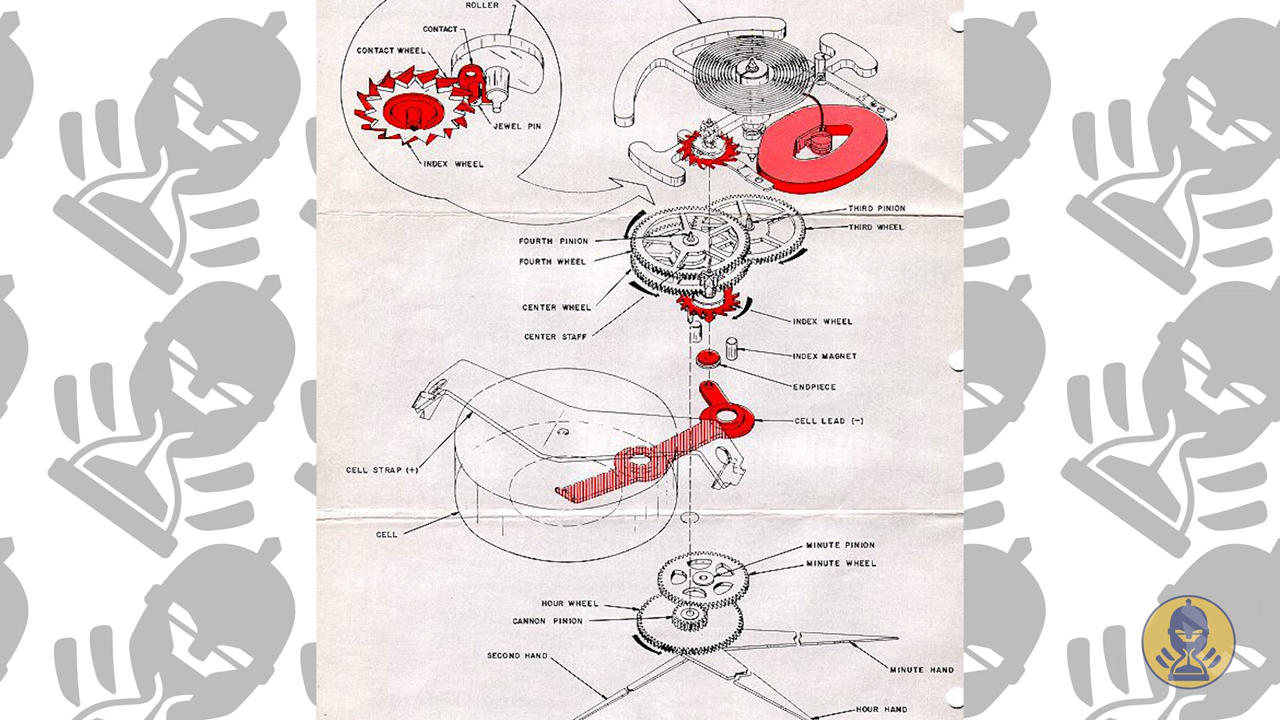 ROLLER
CONTACT
CONTACT WHEEL
JEWEL PIN
INDEX WHEEL
THIRD PINION
THIRD WHEEL
FOURTH PINION
FOURTH WHEEL
CENTER WHEEL
CENTER STAFF
INDEX WHEEL
INDEX MAGNET
ENDPIECE
CELL LEAD (-)
CELL STRAP (+)
CELL
MINUTE PINION
MINUTE WHEEL
HOUR WHEEL
CANNON PINION
SECOND HAND
MINUTE HAND
HOUR HAND